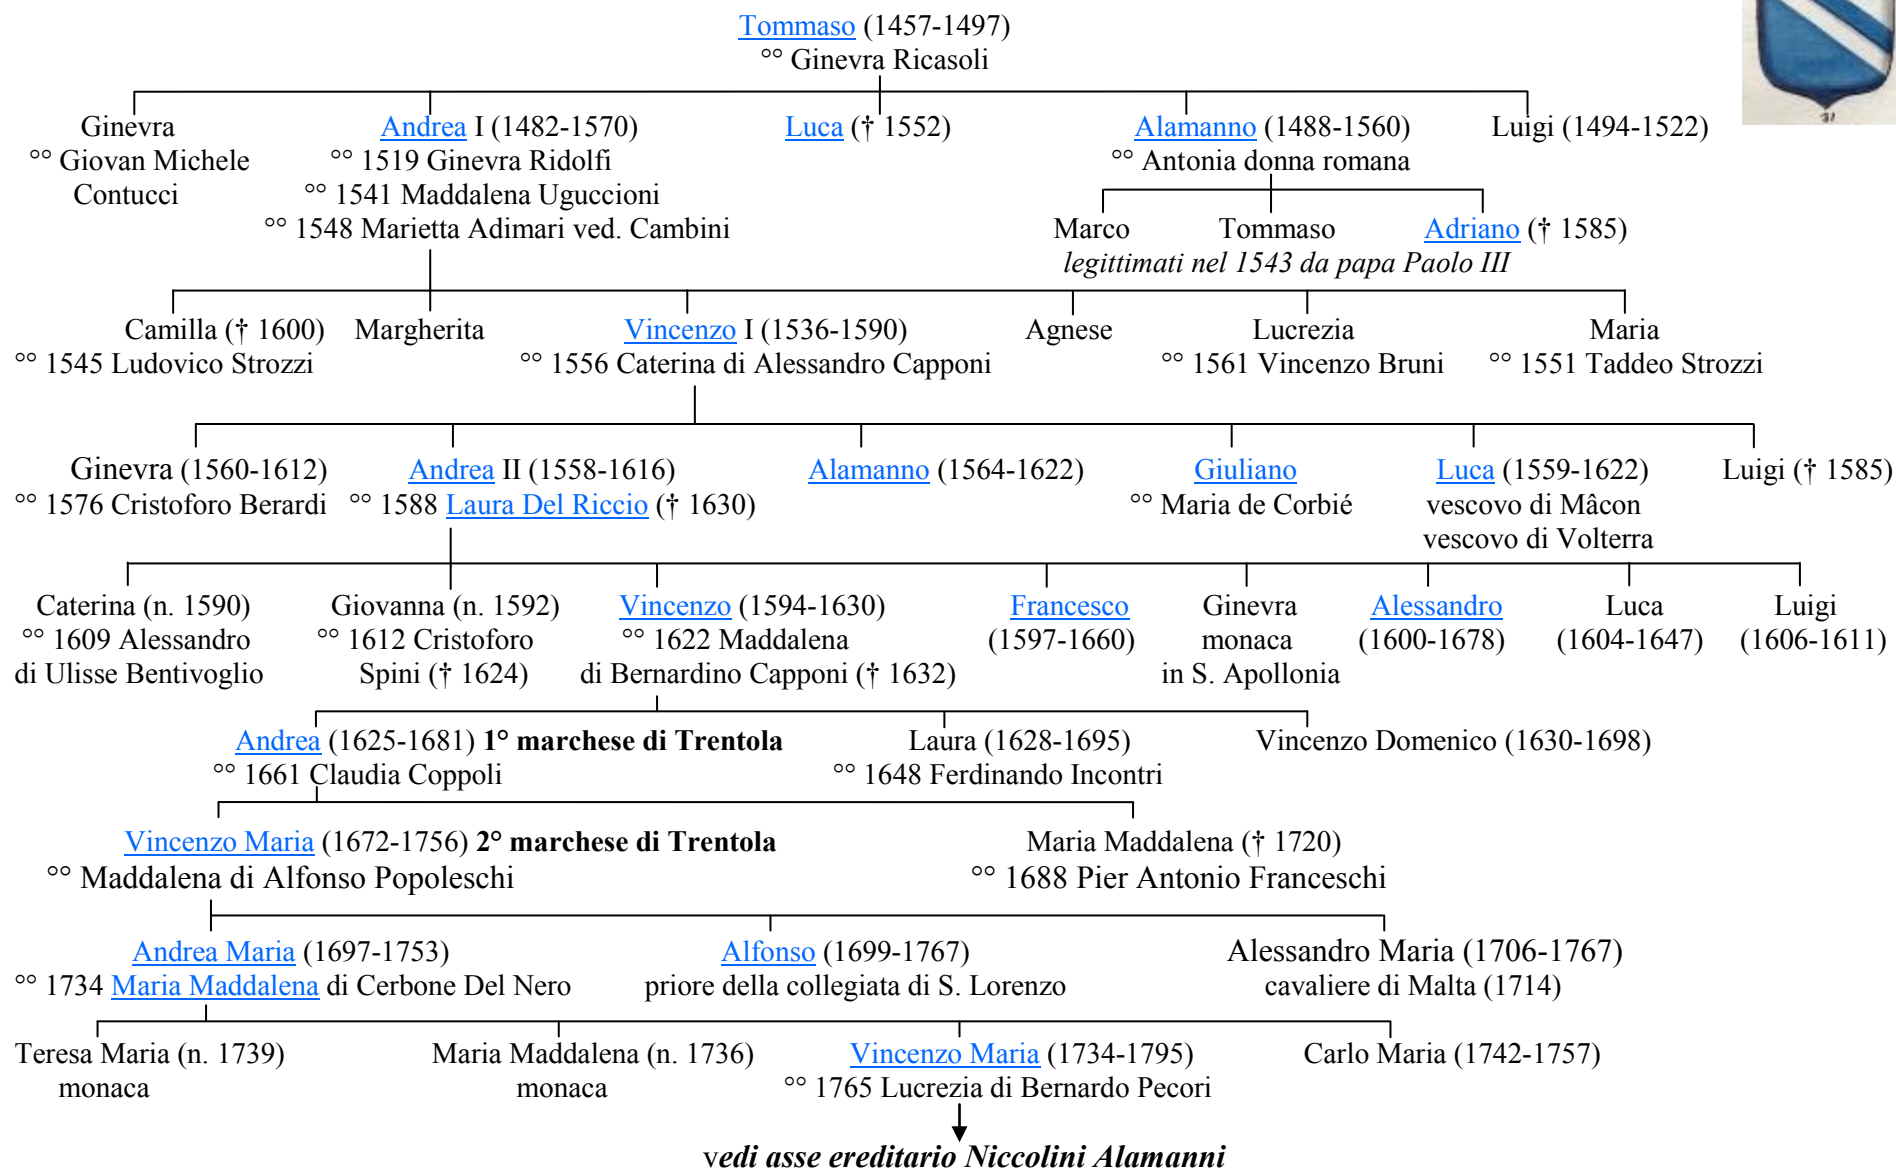 Tommaso (1457-1497)
°° Ginevra Ricasoli
Ginevra
°° Giovan Michele
Contucci
Andrea I (1482-1570)
°° 1519 Ginevra Ridolfi
°° 1541 Maddalena Uguccioni
°° 1548 Marietta Adimari ved. Cambini
Luca († 1552)
Alamanno (1488-1560)
°° Antonia donna romana
Luigi (1494-1522)
Marco
Tommaso
Adriano († 1585)
legittimati nel 1543 da papa Paolo III
Camilla († 1600)
°° 1545 Ludovico Strozzi
Margherita
Vincenzo I (1536-1590)
°° 1556 Caterina di Alessandro Capponi
Agnese
Lucrezia
°° 1561 Vincenzo Bruni
Maria
°° 1551 Taddeo Strozzi
Ginevra (1560-1612)
°° 1576 Cristoforo Berardi
Andrea II (1558-1616)
°° 1588 Laura Del Riccio († 1630)
Alamanno (1564-1622)
Giuliano
°° Maria de Corbié
Luca (1559-1622)
vescovo di Mâcon
vescovo di Volterra
Luigi († 1585)
Caterina (n. 1590)
°° 1609 Alessandro
di Ulisse Bentivoglio
Giovanna (n. 1592)
°° 1612 Cristoforo
Spini († 1624)
Vincenzo (1594-1630)
°° 1622 Maddalena
di Bernardino Capponi († 1632)
Francesco
(1597-1660)
Ginevra
monaca
in S. Apollonia
Alessandro
(1600-1678)
Luca
(1604-1647)
Luigi
(1606-1611)
Andrea (1625-1681) 1° marchese di Trentola
°° 1661 Claudia Coppoli
Laura (1628-1695)
°° 1648 Ferdinando Incontri
Vincenzo Domenico (1630-1698)
Vincenzo Maria (1672-1756) 2° marchese di Trentola
°° Maddalena di Alfonso Popoleschi
Maria Maddalena († 1720)
°° 1688 Pier Antonio Franceschi
Andrea Maria (1697-1753)
°° 1734 Maria Maddalena di Cerbone Del Nero
Alfonso (1699-1767)
priore della collegiata di S. Lorenzo
Alessandro Maria (1706-1767)
cavaliere di Malta (1714)
Teresa Maria (n. 1739)
monaca
Maria Maddalena (n. 1736)
monaca
Vincenzo Maria (1734-1795)
°° 1765 Lucrezia di Bernardo Pecori
Carlo Maria (1742-1757)
vedi asse ereditario Niccolini Alamanni